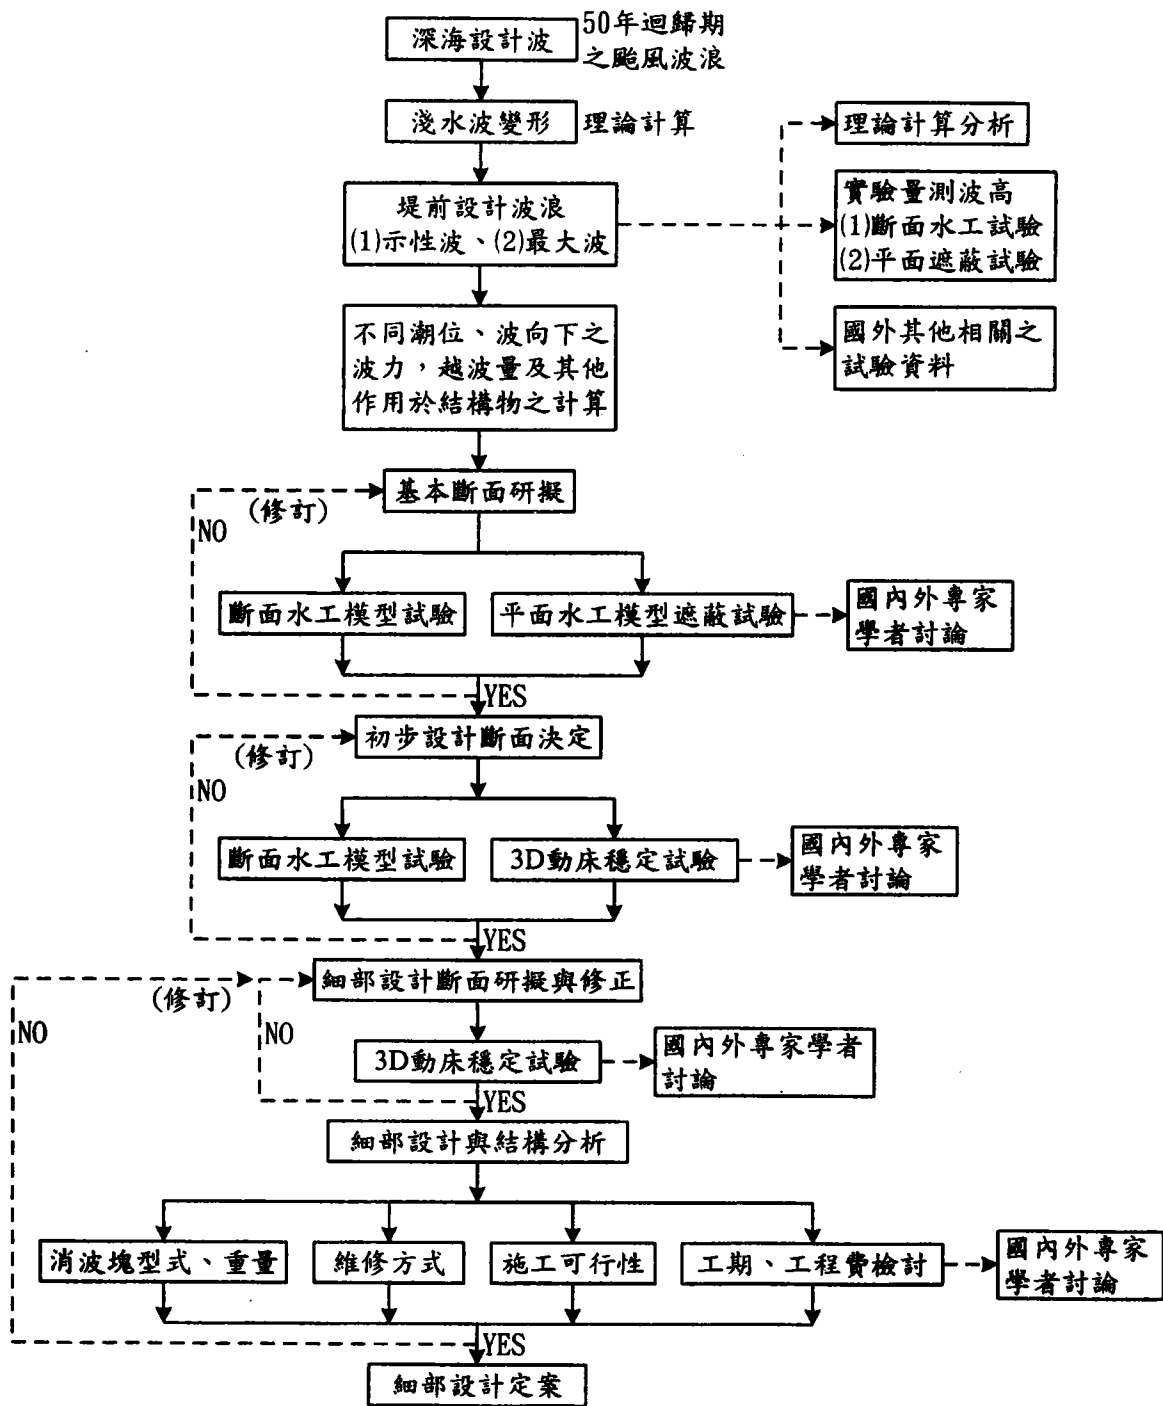 深海設計波
50年迴歸期
之颱風波浪
淺水波變形
理論計算
理論計算分析
堤前設計波浪
(1)示性波、(2)最大波
實驗量測波高
(1)斷面水工試驗
(2)平面遮蔽試驗
國外其他相關之
試驗資料
不同潮位、波向下之
波力，越波量及其他
作用於結構物之計算
基本斷面研擬
(修訂)
NO
斷面水工模型試驗
平面水工模型遮蔽試驗
國內外專家
學者討論
YES
初步設計斷面決定
(修訂)
NO
斷面水工模型試驗
3D動床穩定試驗
國內外專家
學者討論
YES
細部設計斷面研擬與修正
(修訂)
NO
NO
3D動床穩定試驗
國內外專家學者
討論
YES
細部設計與結構分析
消波塊型式、重量
維修方式
施工可行性
工期、工程費檢討
國內外專家
學者討論
YES
細部設計定案